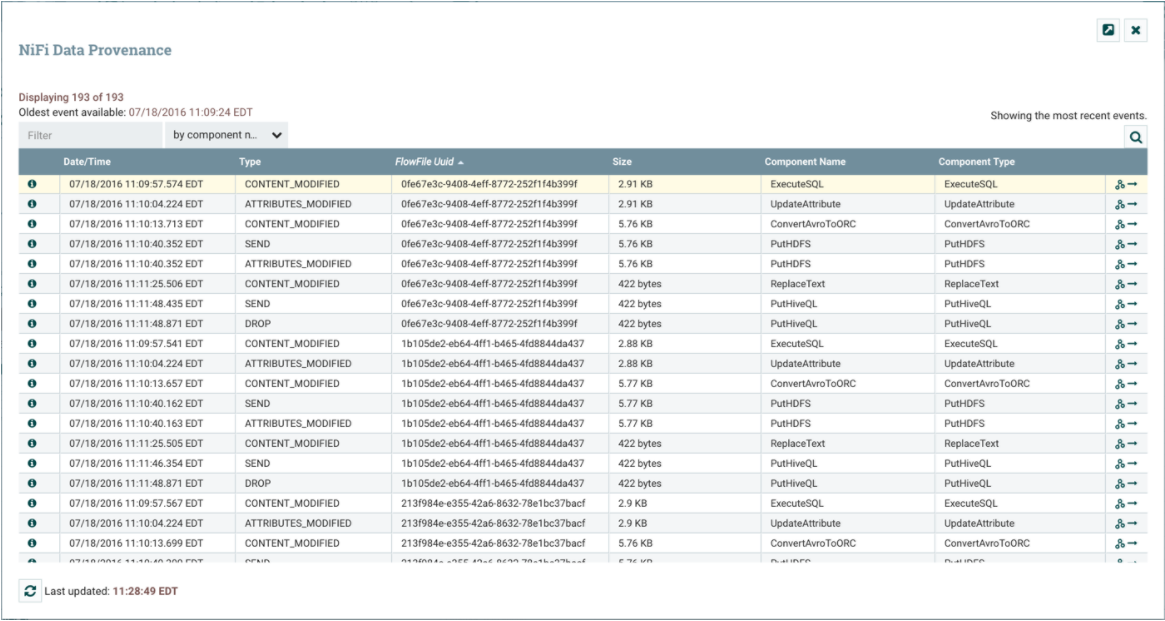 NiFi Data Provenance
Displaying 193 of 193
Oldest event available: 07/18/2016 11:09:24 EDT
Showing the most recent events.
Filter by component n...
Date/Time Type FlowFile Uuid Size Component Name Component Type
07/18/2016 11:09:57.574 EDT CONTENT_MODIFIED 0fe67e3c-9408-4eff-8772-252f1f4b399f 2.91 KB ExecuteSQL ExecuteSQL
07/18/2016 11:10:04.224 EDT ATTRIBUTES_MODIFIED 0fe67e3c-9408-4eff-8772-252f1f4b399f 2.91 KB UpdateAttribute UpdateAttribute
07/18/2016 11:10:13.713 EDT CONTENT_MODIFIED 0fe67e3c-9408-4eff-8772-252f1f4b399f 5.76 KB ConvertAvroToORC ConvertAvroToORC
07/18/2016 11:10:40.352 EDT SEND 0fe67e3c-9408-4eff-8772-252f1f4b399f 5.76 KB PutHDFS PutHDFS
07/18/2016 11:10:40.352 EDT ATTRIBUTES_MODIFIED 0fe67e3c-9408-4eff-8772-252f1f4b399f 5.76 KB PutHDFS PutHDFS
07/18/2016 11:11:25.506 EDT CONTENT_MODIFIED 0fe67e3c-9408-4eff-8772-252f1f4b399f 422 bytes ReplaceText ReplaceText
07/18/2016 11:11:48.435 EDT SEND 0fe67e3c-9408-4eff-8772-252f1f4b399f 422 bytes PutHiveQL PutHiveQL
07/18/2016 11:11:48.871 EDT DROP 0fe67e3c-9408-4eff-8772-252f1f4b399f 422 bytes PutHiveQL PutHiveQL
07/18/2016 11:09:57.541 EDT CONTENT_MODIFIED 1b105de2-eb64-4ff1-b465-4fd8844da437 2.88 KB ExecuteSQL ExecuteSQL
07/18/2016 11:10:04.224 EDT ATTRIBUTES_MODIFIED 1b105de2-eb64-4ff1-b465-4fd8844da437 2.88 KB UpdateAttribute UpdateAttribute
07/18/2016 11:10:13.657 EDT CONTENT_MODIFIED 1b105de2-eb64-4ff1-b465-4fd8844da437 5.77 KB ConvertAvroToORC ConvertAvroToORC
07/18/2016 11:10:40.162 EDT SEND 1b105de2-eb64-4ff1-b465-4fd8844da437 5.77 KB PutHDFS PutHDFS
07/18/2016 11:10:40.163 EDT ATTRIBUTES_MODIFIED 1b105de2-eb64-4ff1-b465-4fd8844da437 5.77 KB PutHDFS PutHDFS
07/18/2016 11:11:25.505 EDT CONTENT_MODIFIED 1b105de2-eb64-4ff1-b465-4fd8844da437 422 bytes ReplaceText ReplaceText
07/18/2016 11:11:46.354 EDT SEND 1b105de2-eb64-4ff1-b465-4fd8844da437 422 bytes PutHiveQL PutHiveQL
07/18/2016 11:11:48.871 EDT DROP 1b105de2-eb64-4ff1-b465-4fd8844da437 422 bytes PutHiveQL PutHiveQL
07/18/2016 11:09:57.567 EDT CONTENT_MODIFIED 213f984e-e355-42a6-8632-78e1bc37bacf 2.9 KB ExecuteSQL ExecuteSQL
07/18/2016 11:10:04.224 EDT ATTRIBUTES_MODIFIED 213f984e-e355-42a6-8632-78e1bc37bacf 2.9 KB UpdateAttribute UpdateAttribute
07/18/2016 11:10:13.699 EDT CONTENT_MODIFIED 213f984e-e355-42a6-8632-78e1bc37bacf 5.76 KB ConvertAvroToORC ConvertAvroToORC
07/18/2016 EDT SEND 213f984e-e355-42a6-8632-78e1bc37bacf 5.76 KB PutHDFS PutHDFS
Last updated: 11:28:49 EDT